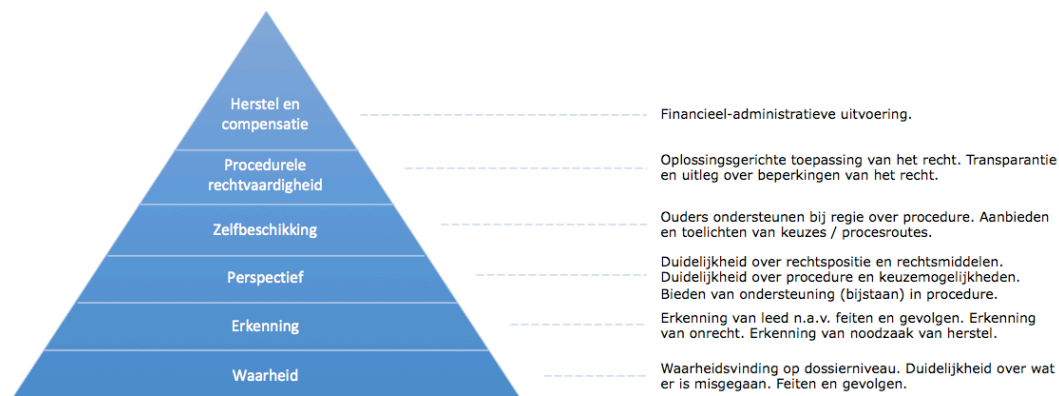 Herstel en
compensatie
Financieel-administratieve uitvoering.
Procedurele
rechtvaardigheid
Oplossingsgerichte toepassing van het recht. Transparantie
en uitleg over beperkingen van het recht.
Zelfbeschikking
Ouders ondersteunen bij regie over procedure. Aanbieden
en toelichten van keuzes / procesroutes.
Perspectief
Duidelijkheid over rechtspositie en rechtsmiddelen.
Duidelijkheid over procedure en keuzemogelijkheden.
Bieden van ondersteuning (bijstaan) in procedure.
Erkenning
Erkenning van leed n.a.v. feiten en gevolgen. Erkenning
van onrecht. Erkenning van noodzaak van herstel.
Waarheid
Waarheidsvinding op dossierniveau. Duidelijkheid over wat
er is misgegaan. Feiten en gevolgen.